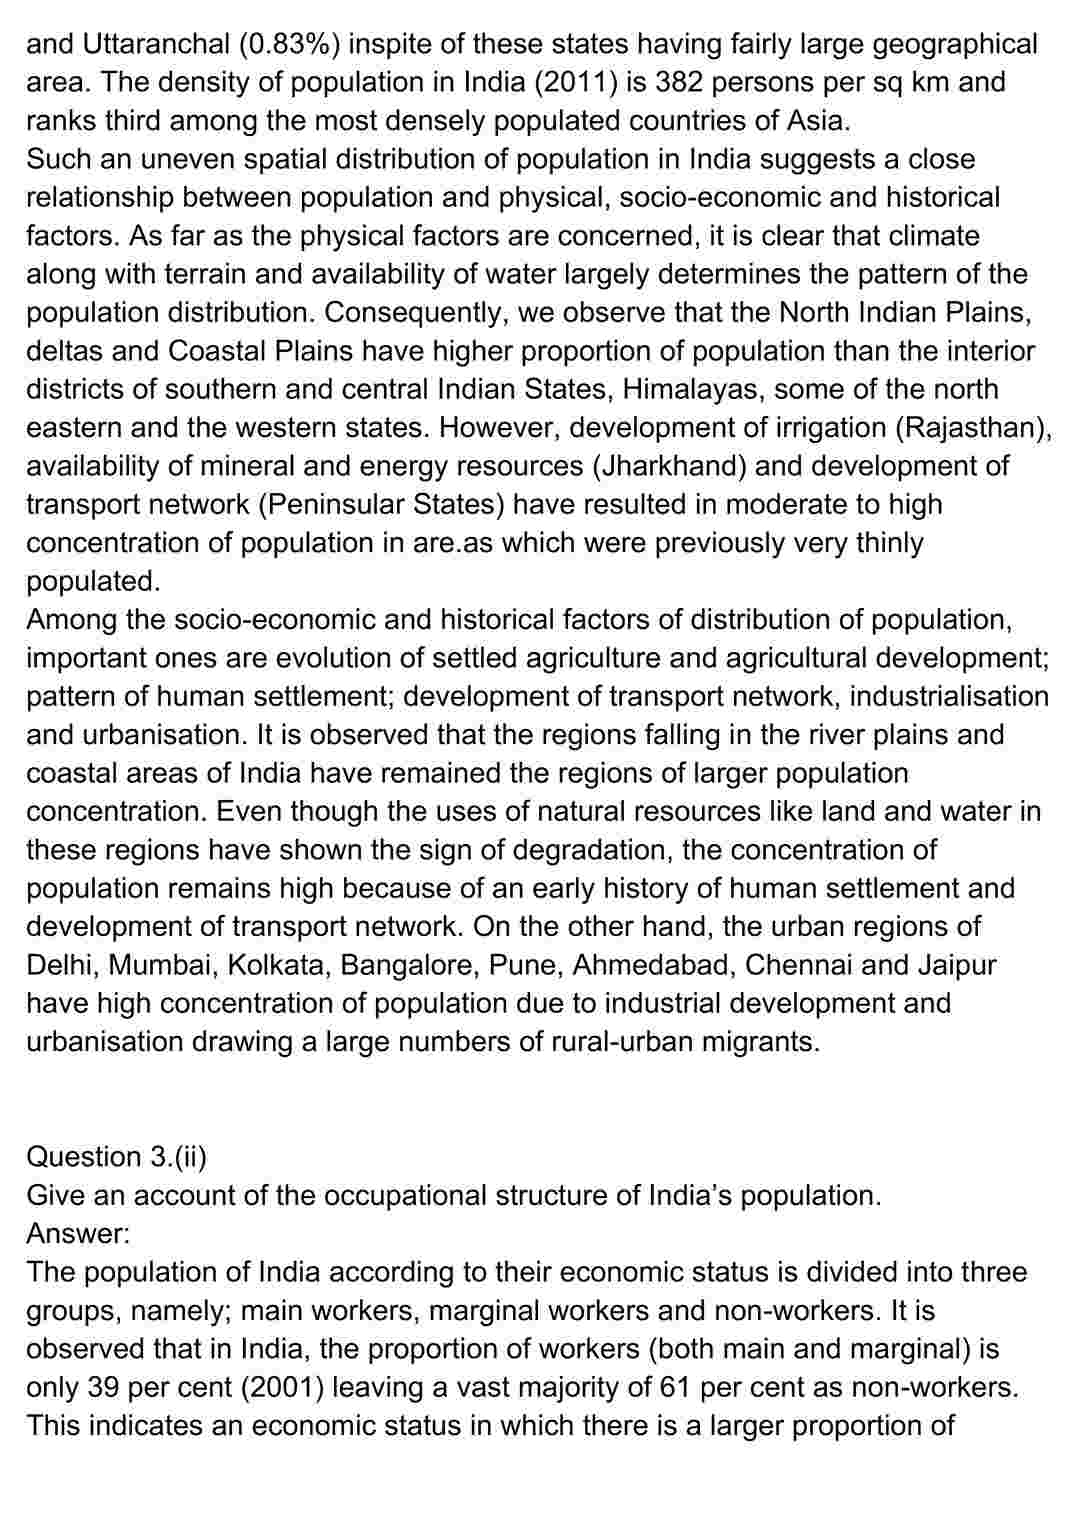 and Uttaranchal (0.83%) inspite of these states having fairly large geographical
area. The density of population in India (2011) is 382 persons per sq km and
ranks third among the most densely populated countries of Asia.
Such an uneven spatial distribution of population in India suggests a close
relationship between population and physical, socio-economic and historical
factors. As far as the physical factors are concerned, it is clear that climate
along with terrain and availability of water largely determines the pattern of the
population distribution. Consequently, we observe that the North Indian Plains,
deltas and Coastal Plains have higher proportion of population than the interior
districts of southern and central Indian States, Himalayas, some of the north
eastern and the western states. However, development of irrigation (Rajasthan),
availability of mineral and energy resources (Jharkhand) and development of
transport network (Peninsular States) have resulted in moderate to high
concentration of population in are.as which were previously very thinly
populated.
Among the socio-economic and historical factors of distribution of population,
important ones are evolution of settled agriculture and agricultural development;
pattern of human settlement; development of transport network, industrialisation
and urbanisation. It is observed that the regions falling in the river plains and
coastal areas of India have remained the regions of larger population
concentration. Even though the uses of natural resources like land and water in
these regions have shown the sign of degradation, the concentration of
population remains high because of an early history of human settlement and
development of transport network. On the other hand, the urban regions of
Delhi, Mumbai, Kolkata, Bangalore, Pune, Ahmedabad, Chennai and Jaipur
have high concentration of population due to industrial development and
urbanisation drawing a large numbers of rural-urban migrants.
Question 3.(ii)
Give an account of the occupational structure of India's population.
Answer:
The population of India according to their economic status is divided into three
groups, namely; main workers, marginal workers and non-workers. It is
observed that in India, the proportion of workers (both main and marginal) is
only 39 per cent (2001) leaving a vast majority of 61 per cent as non-workers.
This indicates an economic status in which there is a larger proportion of